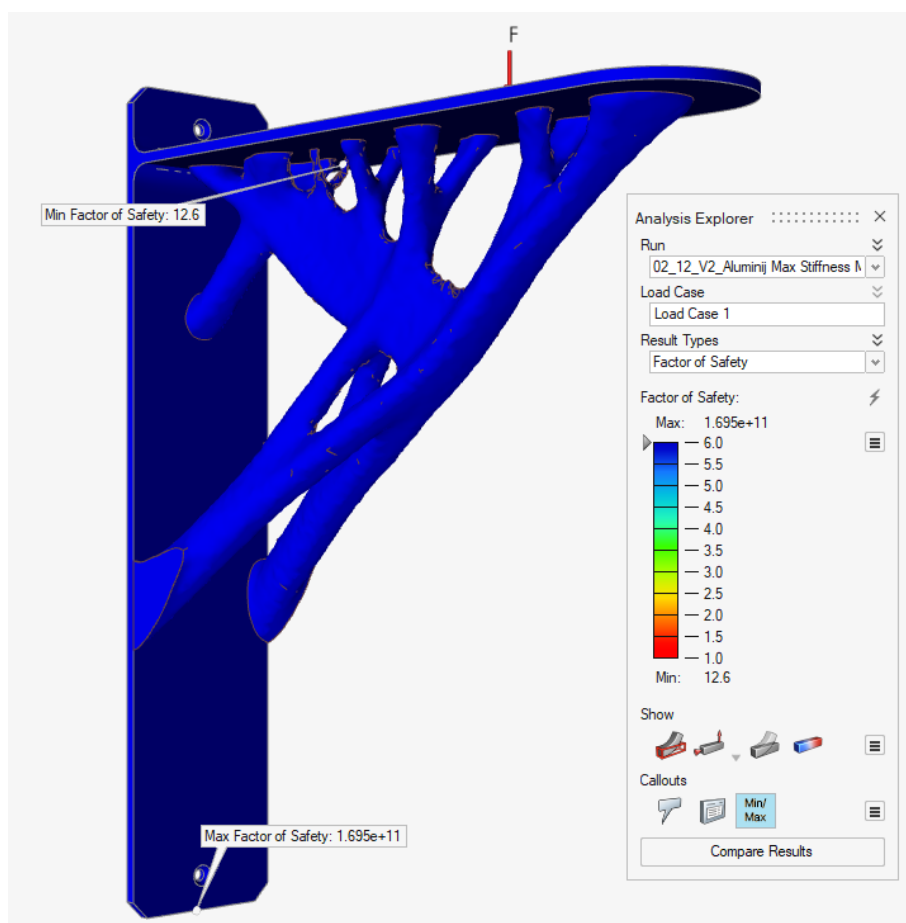 F
Min Factor of Safety: 12.6
Max Factor of Safety: 1.695e+11
Analysis Explorer
Run
02_12_V2_Aluminij Max Stiffness M
Load Case
Load Case 1
Result Types
Factor of Safety
Factor of Safety:
Max: 1.695e+11
6.0
5.5
5.0
4.5
4.0
3.5
3.0
2.5
2.0
1.5
1.0
Min: 12.6
Show
Callouts
Min/
Max
Compare Results